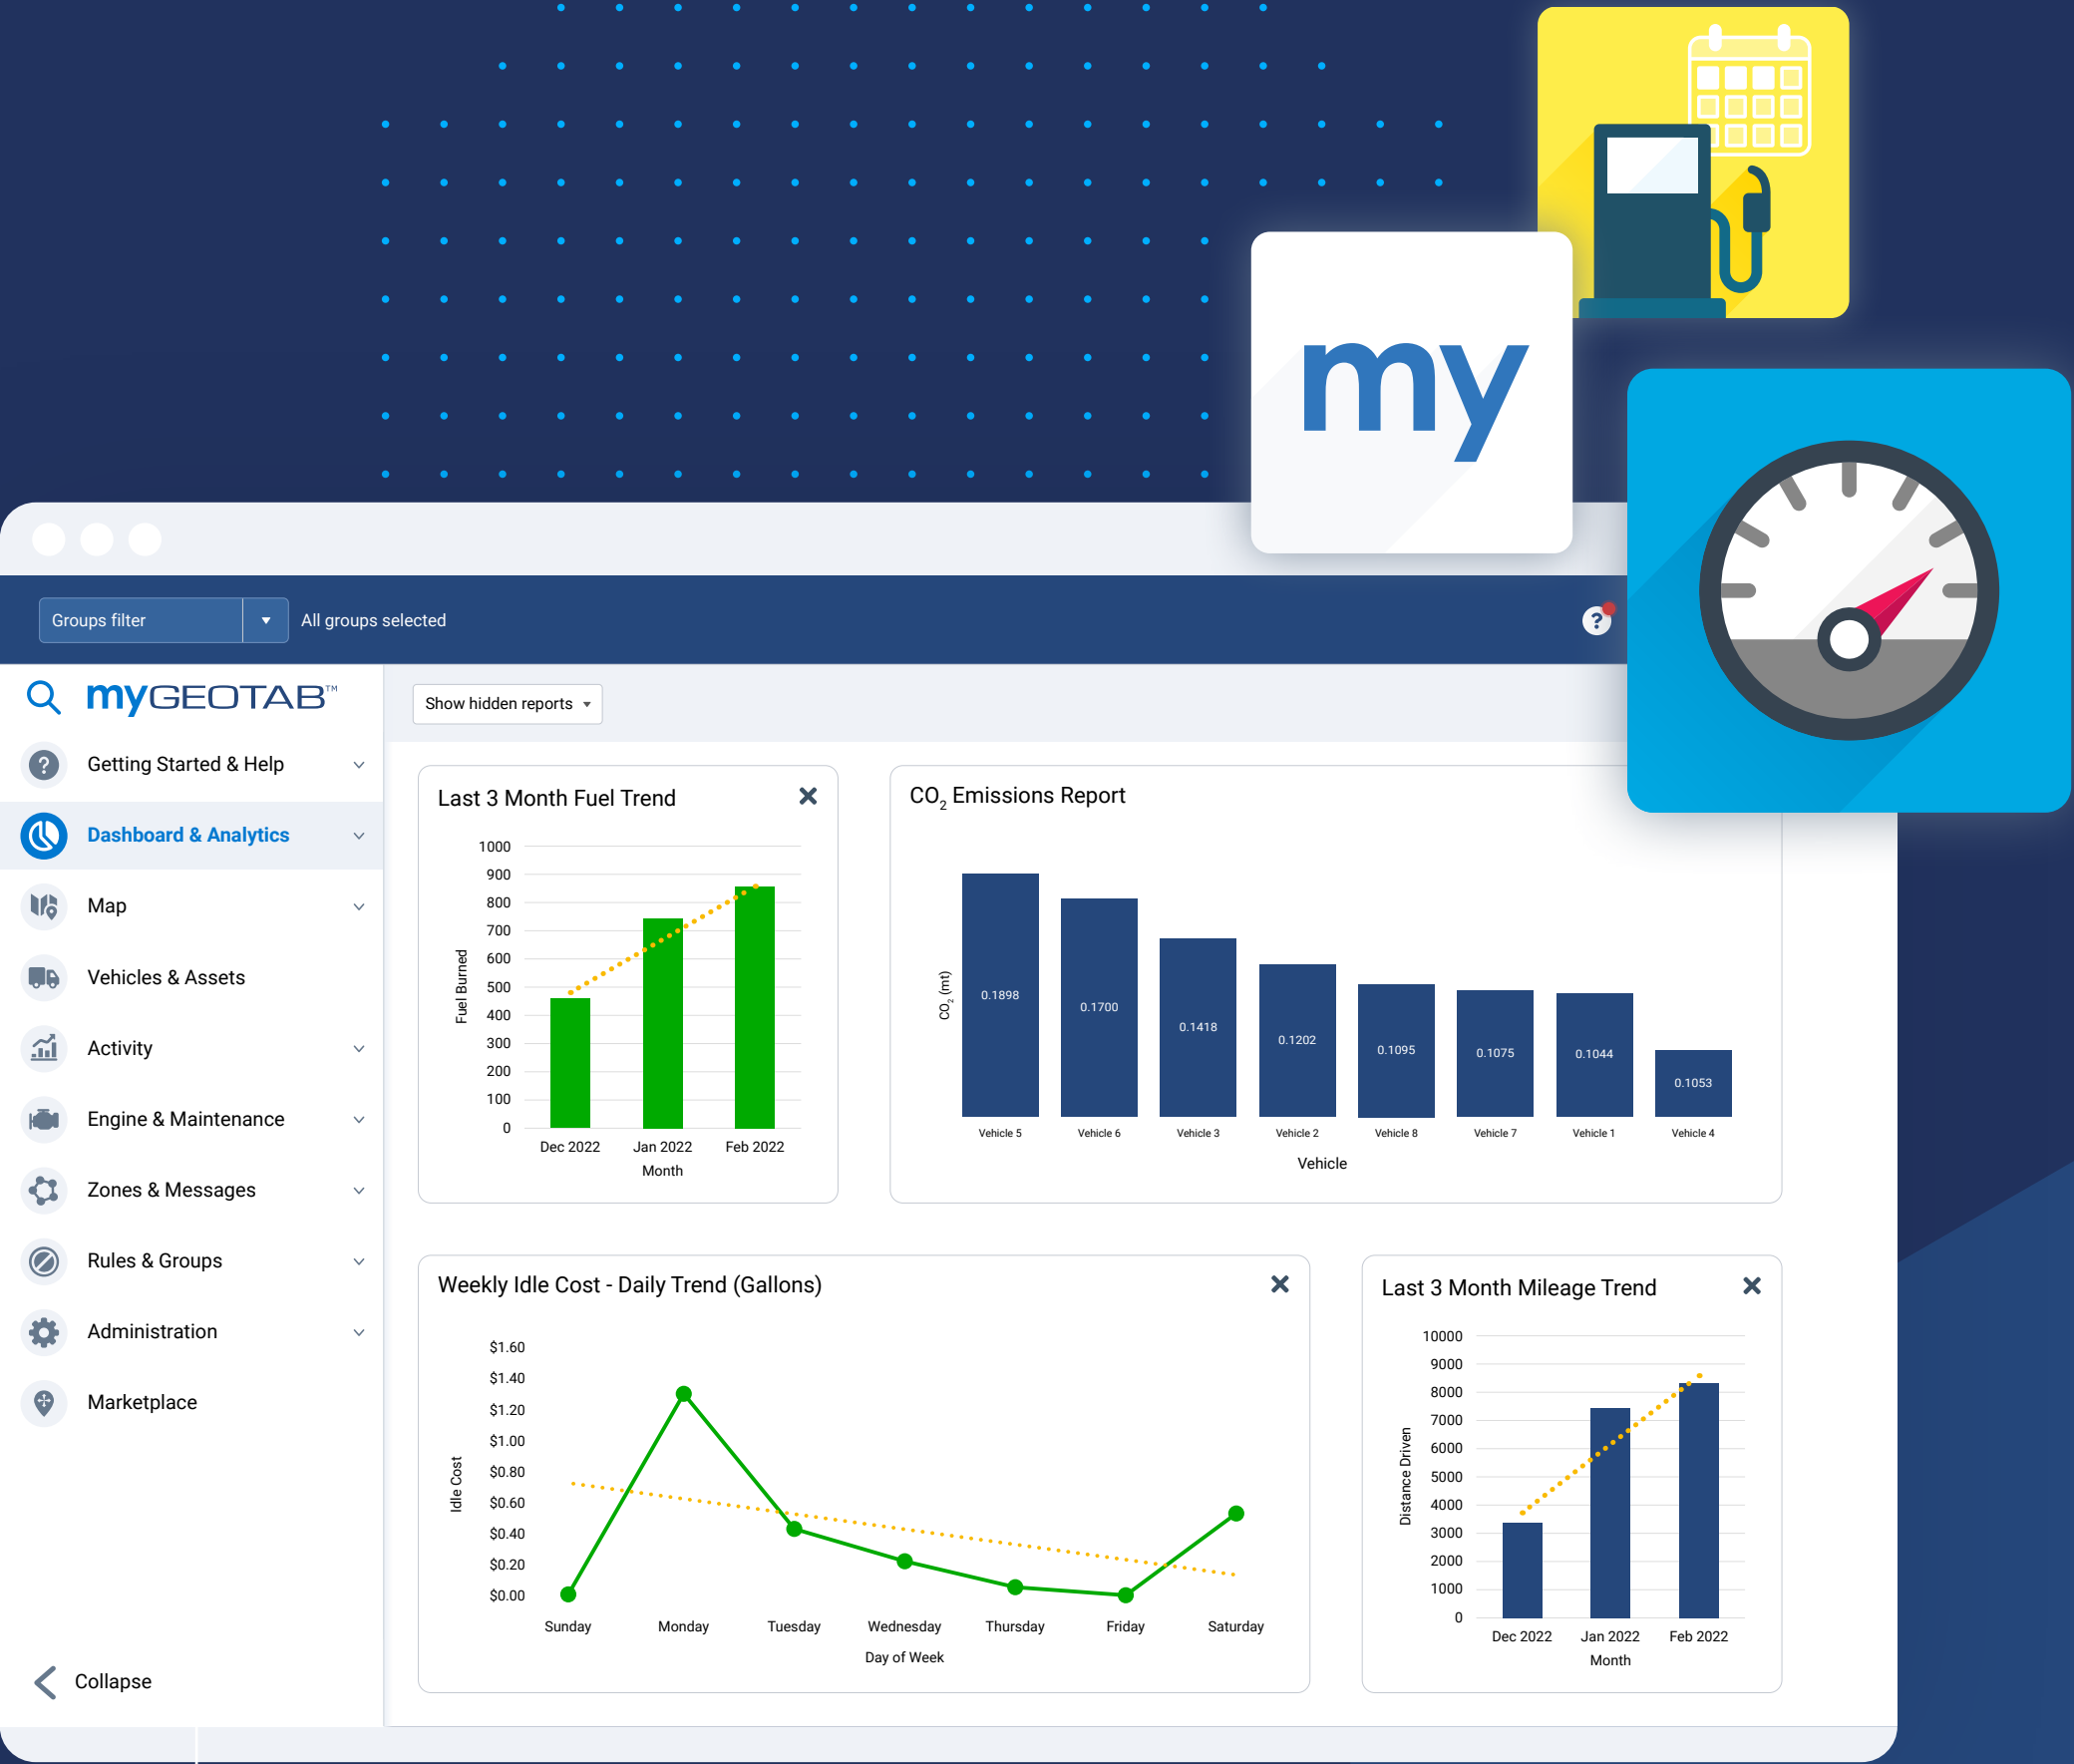 my
Groups filter
All groups selected
?
myGEOTAB™
Show hidden reports
Getting Started & Help
Dashboard & Analytics
Map
Vehicles & Assets
Activity
Engine & Maintenance
Zones & Messages
Rules & Groups
Administration
Marketplace
Collapse
Last 3 Month Fuel Trend
1000
900
800
700
600
500
400
300
200
100
0
Fuel Burned
Dec 2022 Jan 2022 Feb 2022
Month
CO₂ Emissions Report
CO₂ (mt)
0.1898
0.1700
0.1418
0.1202
0.1095
0.1075
0.1044
0.1053
Vehicle 5 Vehicle 6 Vehicle 3 Vehicle 2 Vehicle 8 Vehicle 7 Vehicle 1 Vehicle 4
Vehicle
Weekly Idle Cost - Daily Trend (Gallons)
$1.60
$1.40
$1.20
$1.00
$0.80
$0.60
$0.40
$0.20
$0.00
Idle Cost
Sunday Monday Tuesday Wednesday Thursday Friday Saturday
Day of Week
Last 3 Month Mileage Trend
10000
9000
8000
7000
6000
5000
4000
3000
2000
1000
0
Distance Driven
Dec 2022 Jan 2022 Feb 2022
Month